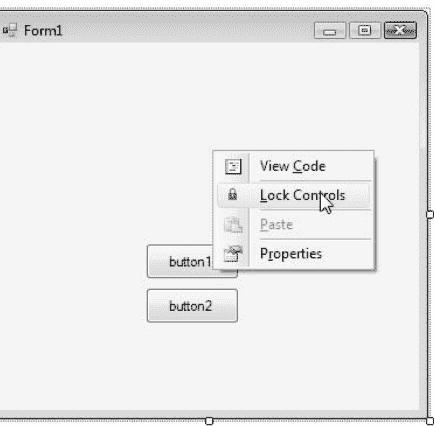 Form1
View Code
Lock Controls
Paste
Properties
button1
button2